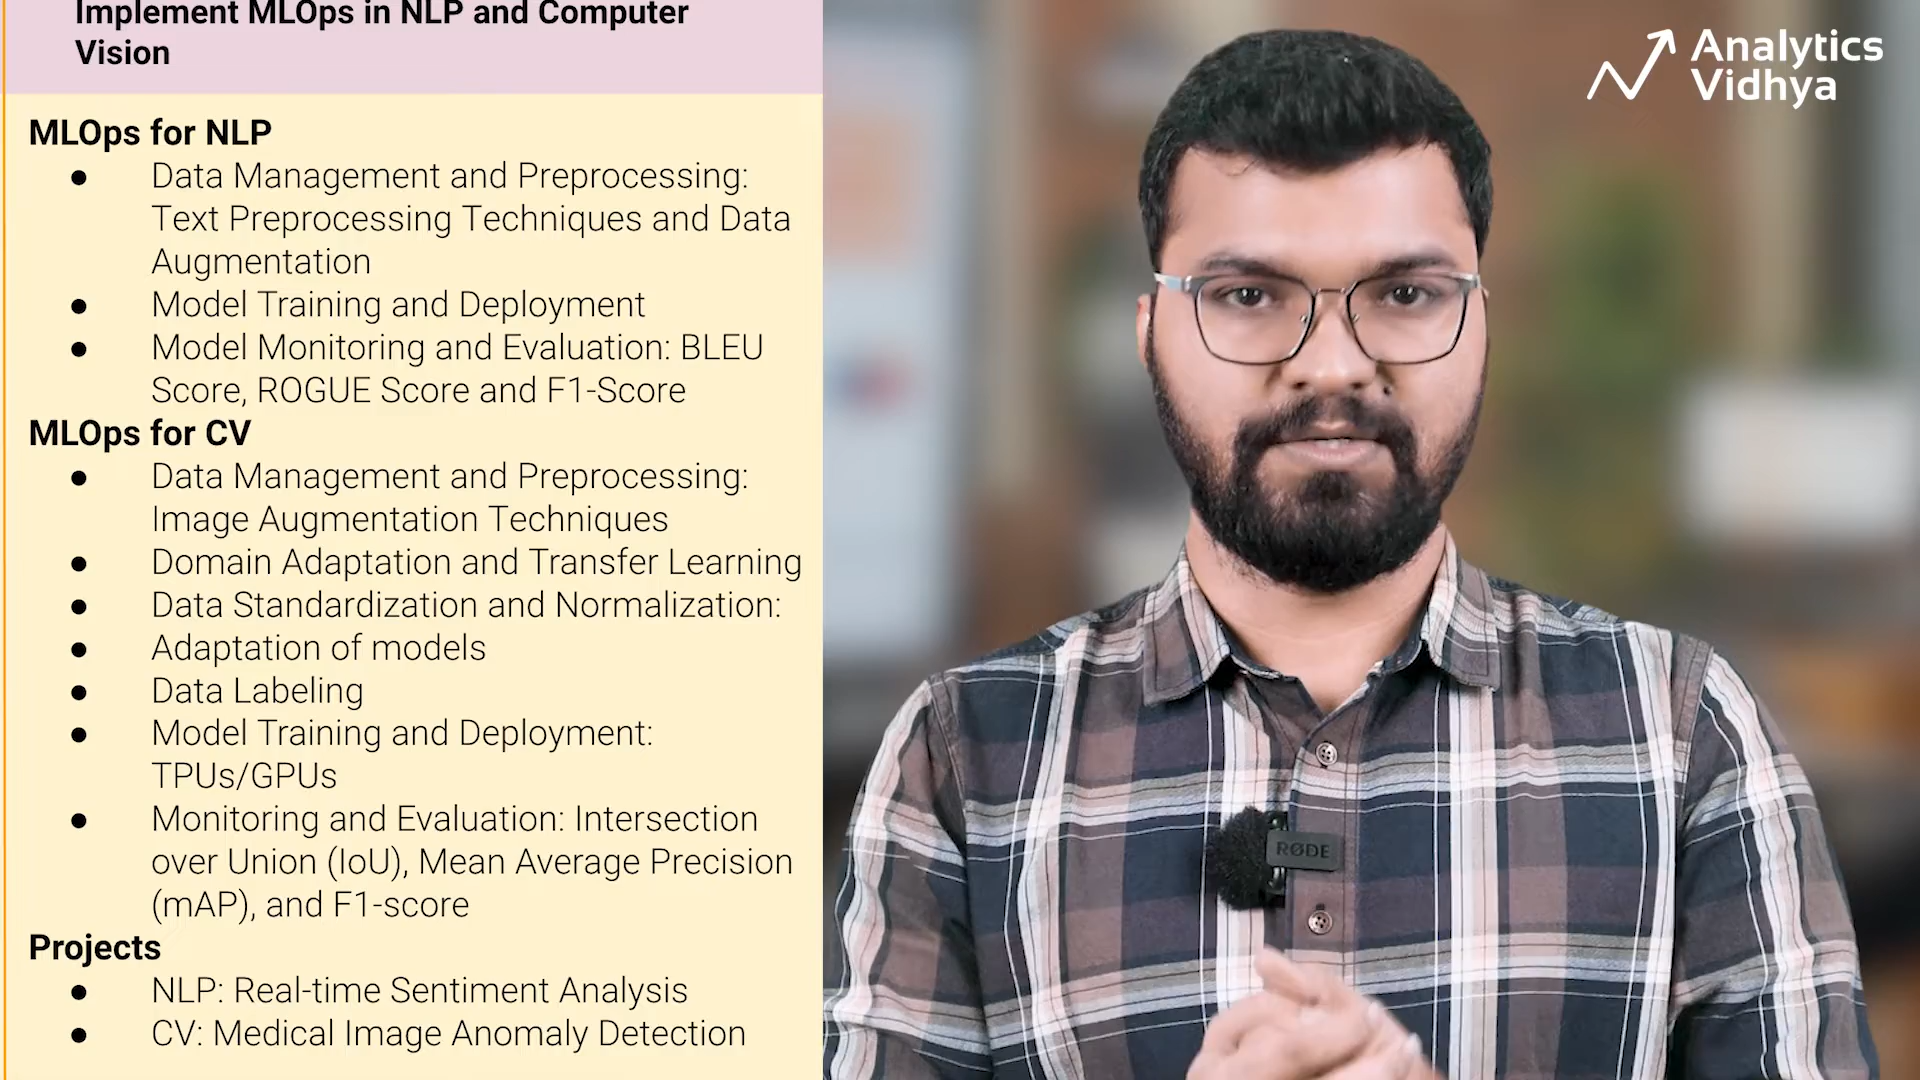 Implement MLOps in NLP and Computer
Vision
MLOps for NLP
● Data Management and Preprocessing:
Text Preprocessing Techniques and Data
Augmentation
● Model Training and Deployment
● Model Monitoring and Evaluation: BLEU
Score, ROGUE Score and F1-Score
MLOps for CV
● Data Management and Preprocessing:
Image Augmentation Techniques
● Domain Adaptation and Transfer Learning
● Data Standardization and Normalization:
● Adaptation of models
● Data Labeling
● Model Training and Deployment:
TPUs/GPUs
● Monitoring and Evaluation: Intersection
over Union (IoU), Mean Average Precision
(mAP), and F1-score
Projects
● NLP: Real-time Sentiment Analysis
● CV: Medical Image Anomaly Detection
Analytics
Vidhya
RØDE